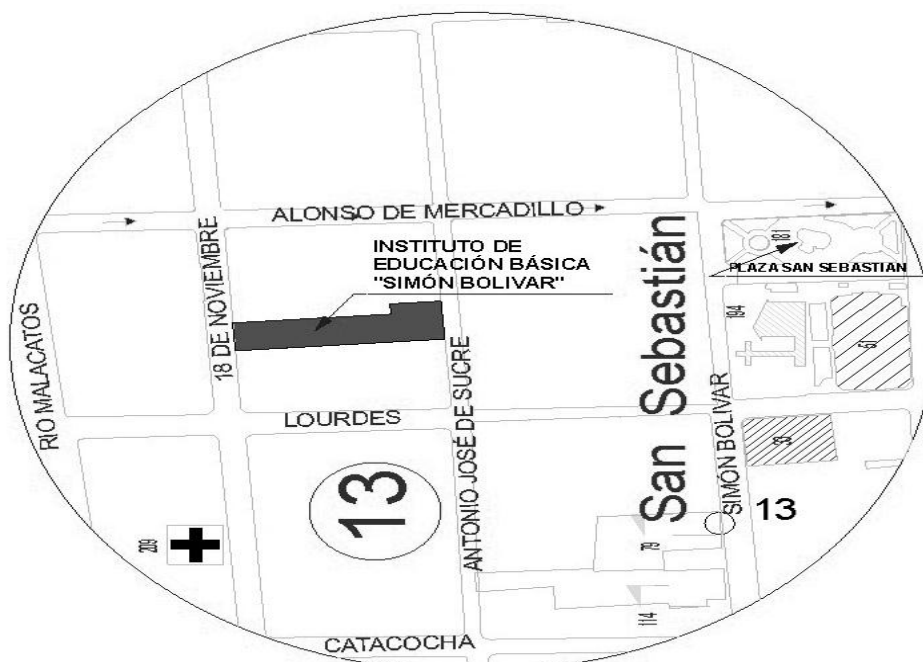 ALONSO DE MERCADILLO
INSTITUTO DE
EDUCACIÓN BÁSICA
"SIMÓN BOLIVAR"
18 DE NOVIEMBRE
RIO MALACATOS
ANTONIO JOSÉ DE SUCRE
San Sebastián
181
PLAZA SAN SEBASTIAN
194
51
SIMÓN BOLIVAR
LOURDES
33
13
13
209
79
114
CATACOCHA